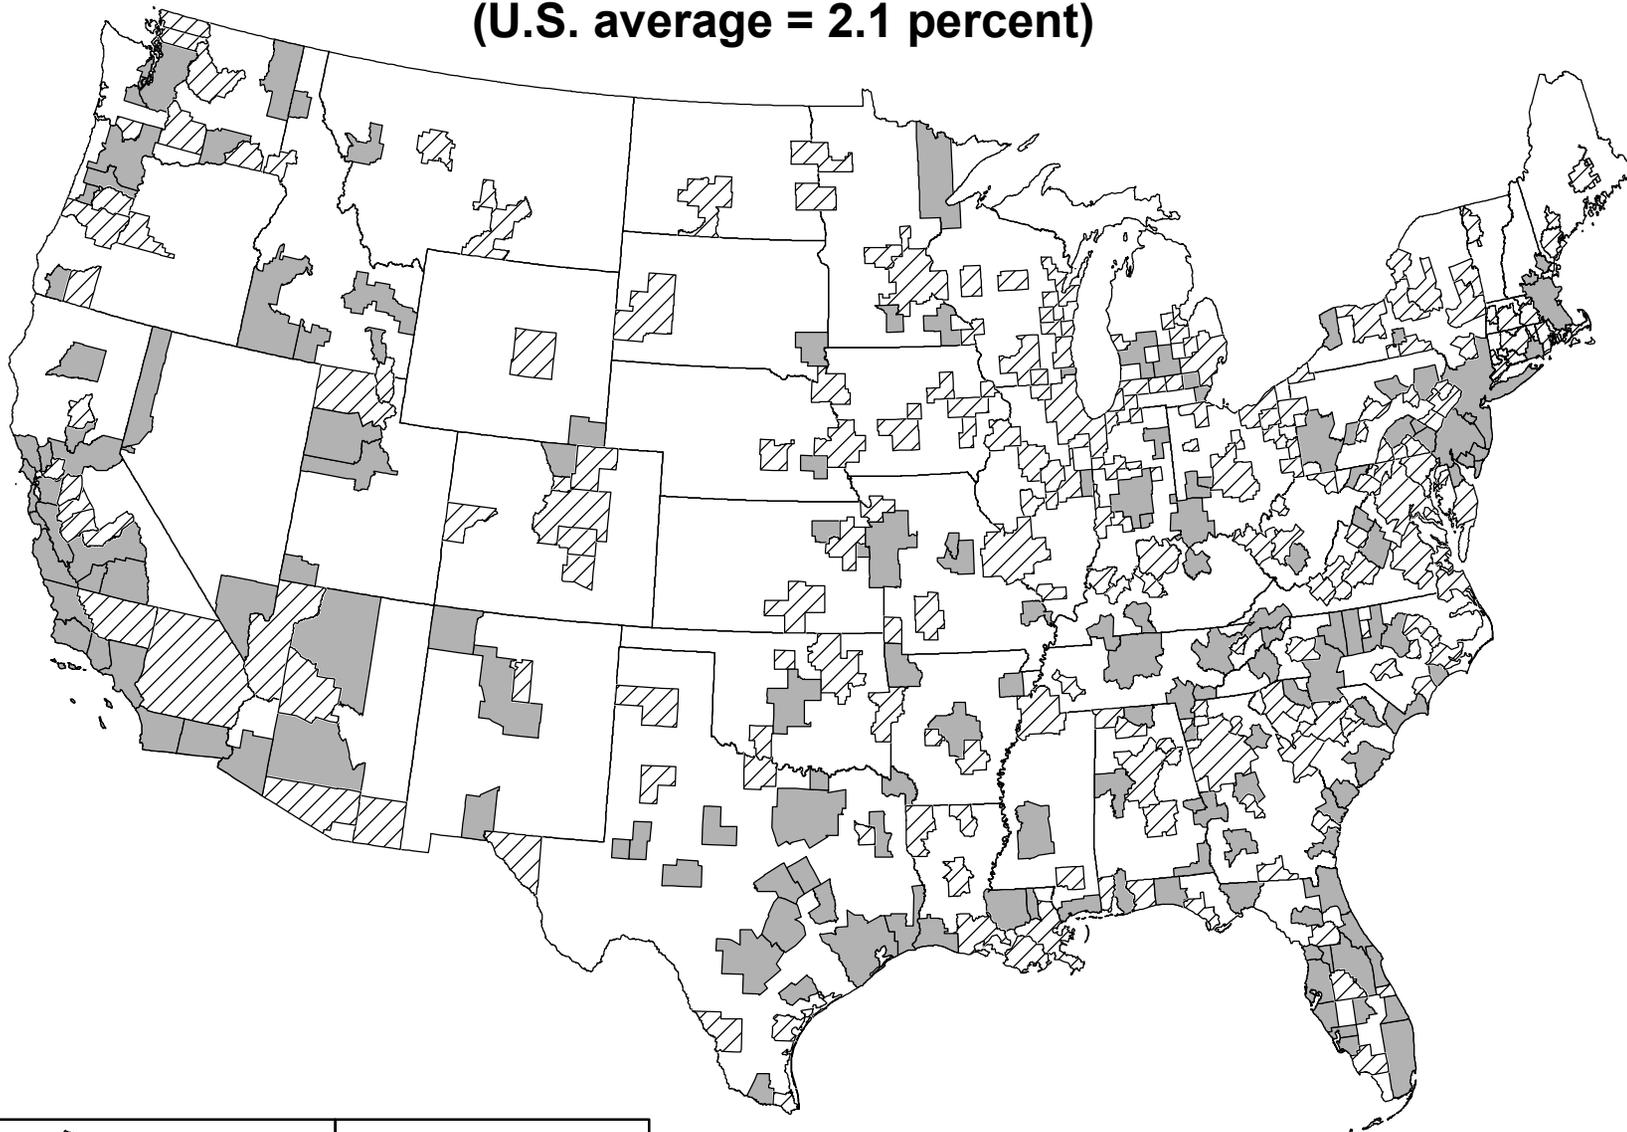 (U.S. average = 2.1 percent)
)